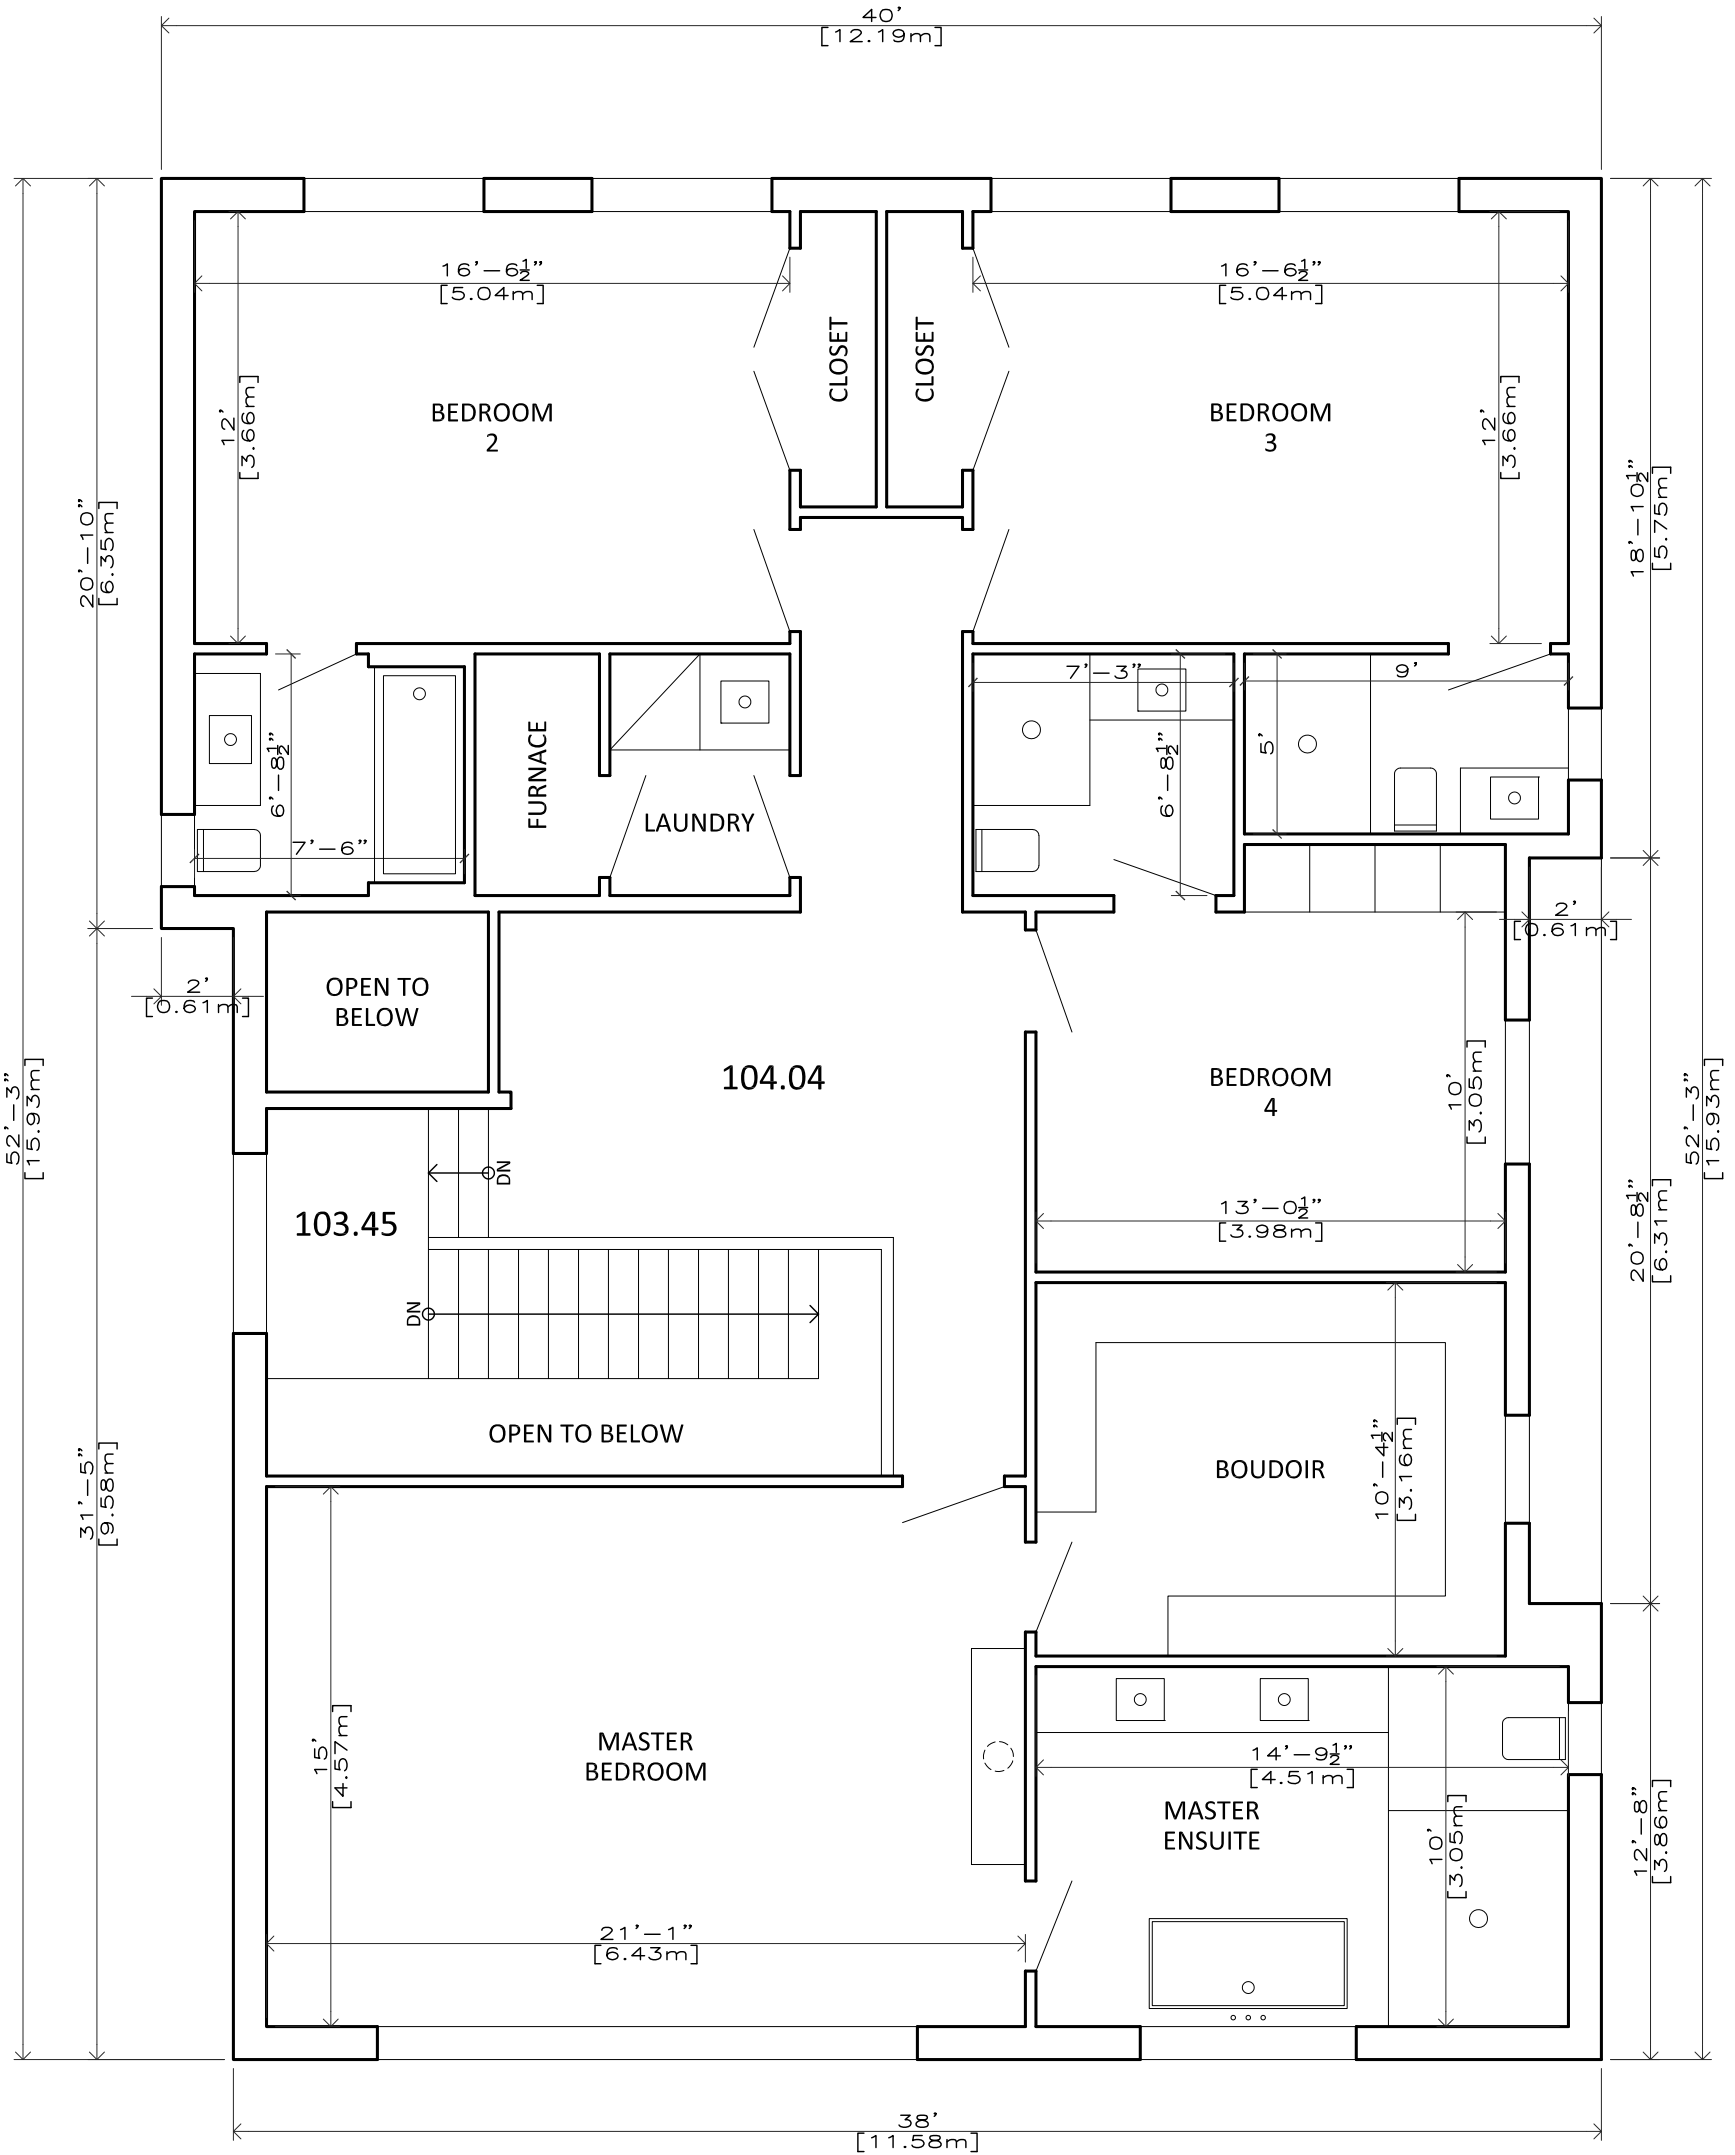 40'
[12.19m]
16'-6½"
[5.04m]
16'-6½"
[5.04m]
CLOSET
CLOSET
12'
[3.66m]
BEDROOM
2
BEDROOM
3
12'
[3.66m]
20'-10"
[6.35m]
18'-10½"
[5.75m]
7'-3"
9'
FURNACE
6'-8½"
6'-8½"
5'
LAUNDRY
7'-6"
2'
[0.61m]
OPEN TO
BELOW
2'
[0.61m]
104.04
BEDROOM
4
10'
[3.05m]
52'-3"
[15.93m]
52'-3"
[15.93m]
DN
103.45
13'-0½"
[3.98m]
20'-8½"
[6.31m]
DN
OPEN TO BELOW
BOUDOIR
10'-4½"
[3.16m]
31'-5"
[9.58m]
15'
[4.57m]
MASTER
BEDROOM
14'-9½"
[4.51m]
MASTER
ENSUITE
10'
[3.05m]
12'-8"
[3.86m]
21'-1"
[6.43m]
38'
[11.58m]